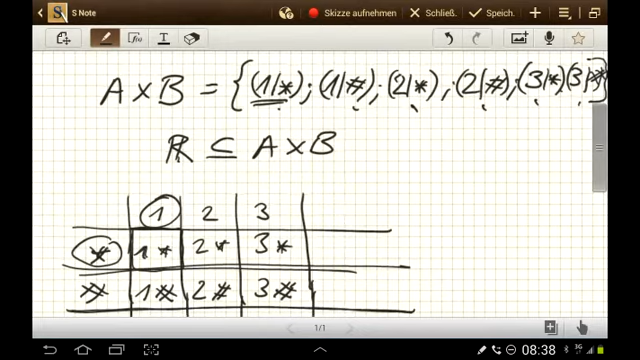 S Note
Skizze aufnehmen
Schließ.
Speich.
A x B = {(1|*); (1|#); (2|*); (2|#); (3|*) (3|#)}
R ⊆ A x B
1 2 3
* 1 * 2 * 3 *
# 1 # 2 # 3 #
1/1
3G
08:38